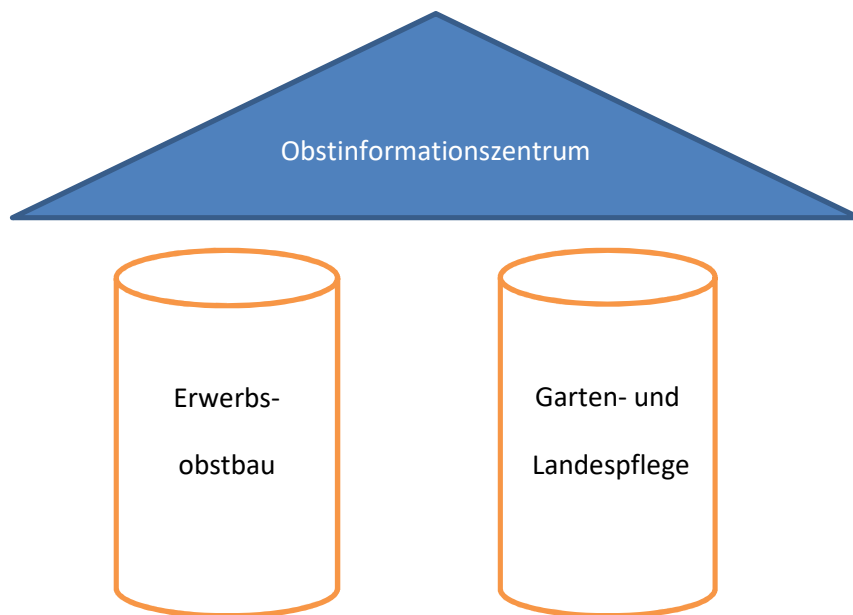 Obstinformationszentrum
Erwerbs-
obstbau
Garten- und
Landespflege